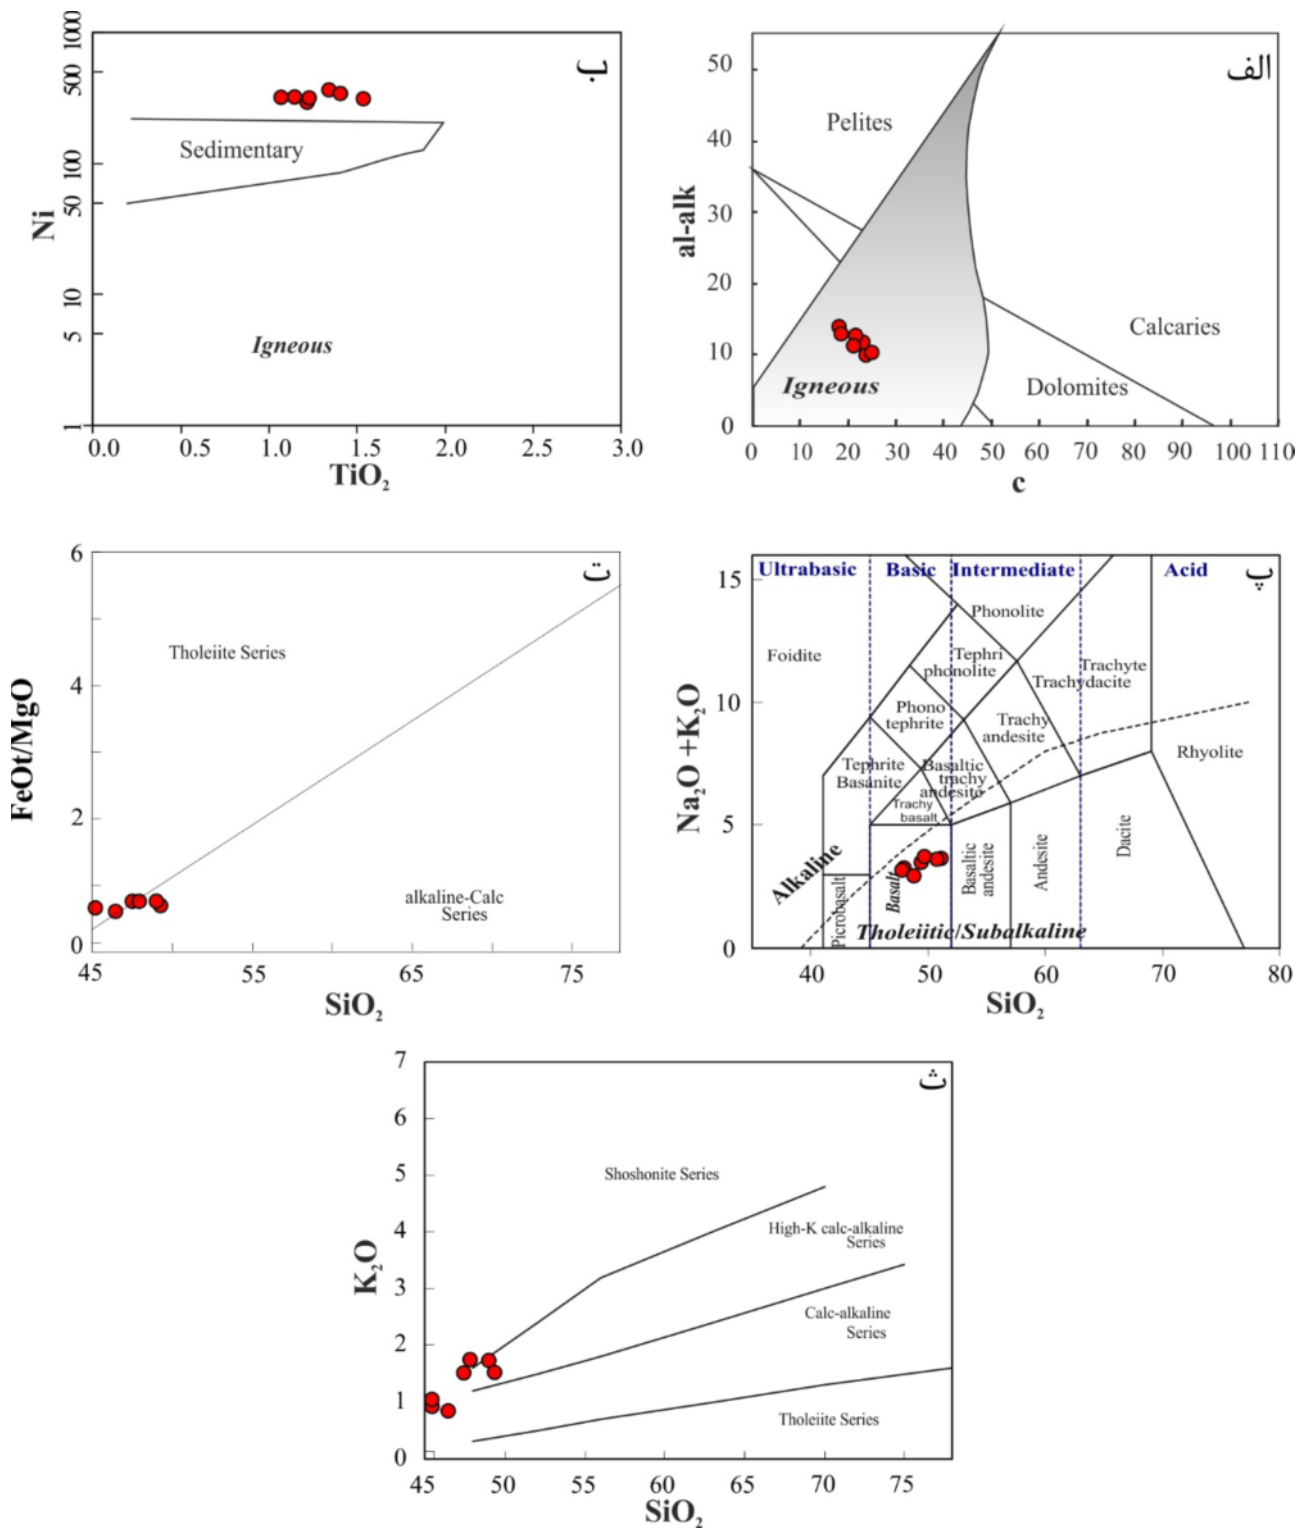 1000
500
100
50
10
5
1
Ni
ب
Sedimentary
Igneous
0.0 0.5 1.0 1.5 2.0 2.5 3.0
TiO₂
50
40
30
20
10
0
al-alk
الف
Pelites
Calcaries
Dolomites
Igneous
0 10 20 30 40 50 60 70 80 90 100 110
c
6
4
2
0
FeOt/MgO
ت
Tholeiite Series
alkaline-Calc
Series
45 55 65 75
SiO₂
15
10
5
0
Na₂O +K₂O
پ
Ultrabasic Basic Intermediate Acid
Phonolite
Foidite
Tephri
phonolite
Trachyte
Trachydacite
Phono
tephrite
Trachy
andesite
Rhyolite
Tephrite
Basanite
Basaltic
trachy
andesite
Trachy
basalt
Alkaline
Picrobasalt
Basalt
Basaltic
andesite
Andesite
Dacite
Tholeiitic/Subalkaline
40 50 60 70 80
SiO₂
7
6
5
4
3
2
1
0
K₂O
ث
Shoshonite Series
High-K calc-alkaline
Series
Calc-alkaline
Series
Tholeiite Series
45 50 55 60 65 70 75
SiO₂